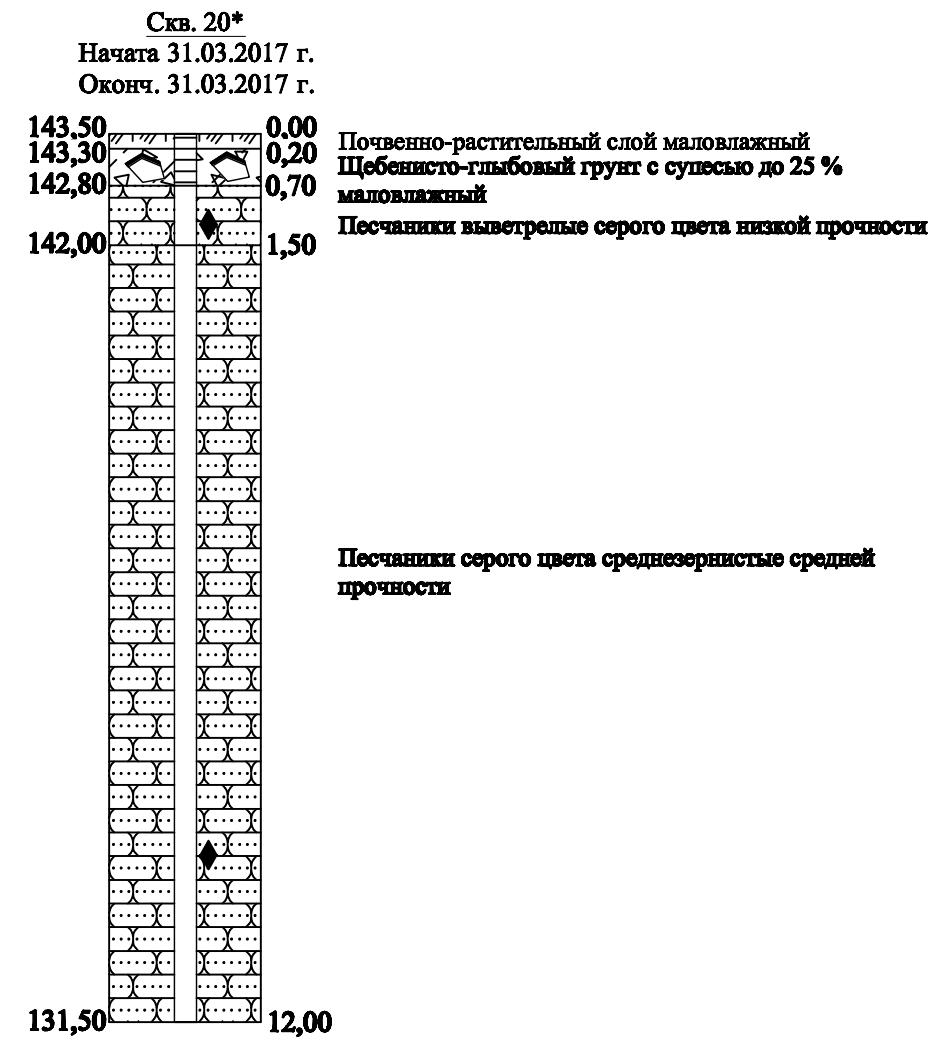 Скв. 20*
Начата 31.03.2017 г.
Оконч. 31.03.2017 г.
143,50 0,00
Почвенно-растительный слой маловлажный
143,30 0,20
Щебенисто-глыбовый грунт с супесью до 25 %
маловлажный
142,80 0,70
Песчаники выветрелые серого цвета низкой прочности
142,00 1,50
Песчаники серого цвета среднезернистые средней
прочности
131,50 12,00